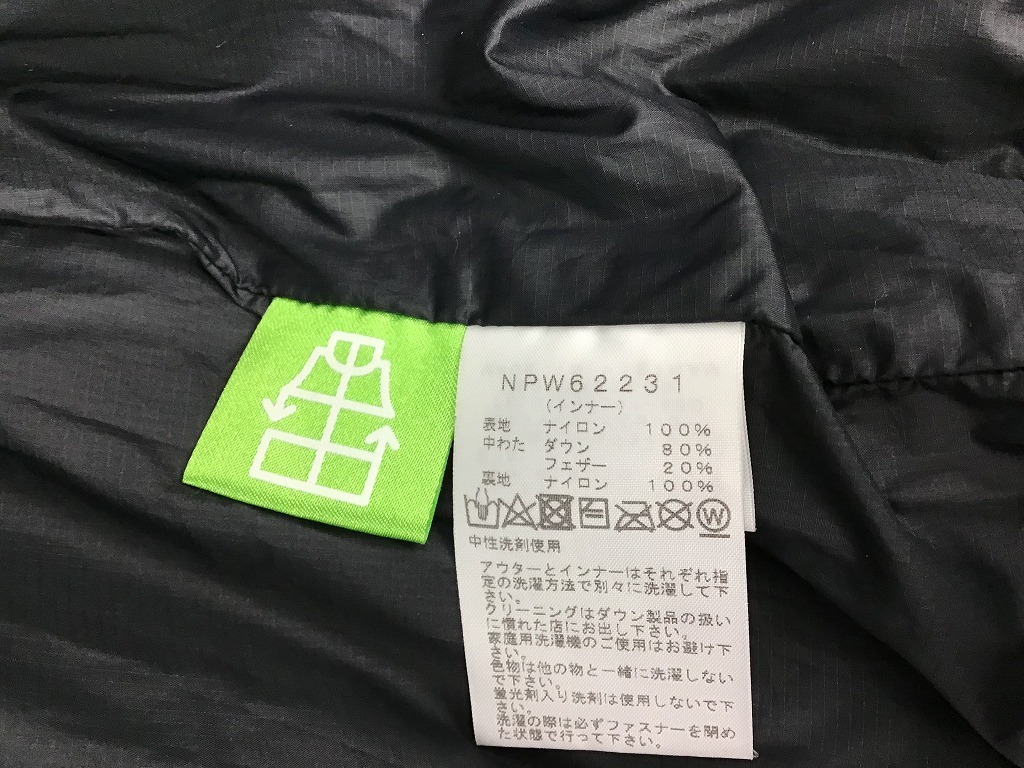 NPW62231
（インナー）
表地 ナイロン 100%
中わた ダウン 80%
フェザー 20%
裏地 ナイロン 100%
W
中性洗剤使用
アウターとインナーはそれぞれ指
定の洗濯方法で別々に洗濯して下
さい。
クリーニングはダウン製品の扱い
に慣れた店にお出し下さい。
家庭用洗濯機のご使用はお避け下
さい。
色物は他の物と一緒に洗濯しない
で下さい。
蛍光剤入り洗剤は使用しないで下
さい。
洗濯の際は必ずファスナーを閉め
た状態で行って下さい。